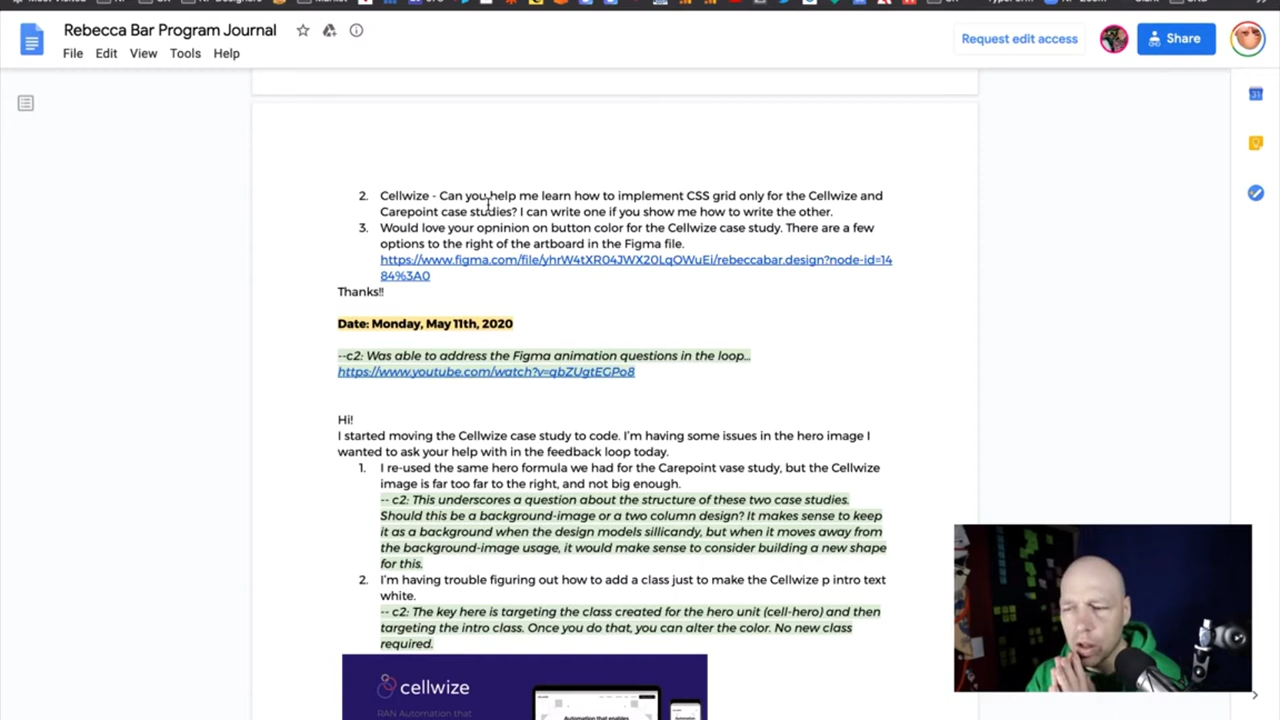 Rebecca Bar Program Journal
Request edit access
Share
File Edit View Tools Help
2. Cellwize - Can you help me learn how to implement CSS grid only for the Cellwize and
Carepoint case studies? I can write one if you show me how to write the other.
3. Would love your opninion on button color for the Cellwize case study. There are a few
options to the right of the artboard in the Figma file.
https://www.figma.com/file/yhrW4tXR04JWX20LqOWuEi/rebeccabar.design?node-id=14
84%3A0
Thanks!!
Date: Monday, May 11th, 2020
--c2: Was able to address the Figma animation questions in the loop...
https://www.youtube.com/watch?v=qbZUgtEGPo8
Hi!
I started moving the Cellwize case study to code. I'm having some issues in the hero image I
wanted to ask your help with in the feedback loop today.
1. I re-used the same hero formula we had for the Carepoint vase study, but the Cellwize
image is far too far to the right, and not big enough.
-- c2: This underscores a question about the structure of these two case studies.
Should this be a background-image or a two column design? It makes sense to keep
it as a background when the design models sillicandy, but when it moves away from
the background-image usage, it would make sense to consider building a new shape
for this.
2. I'm having trouble figuring out how to add a class just to make the Cellwize p intro text
white.
-- c2: The key here is targeting the class created for the hero unit (cell-hero) and then
targeting the intro class. Once you do that, you can alter the color. No new class
required.
cellwize
RAN Automation that
Automation that enables
31